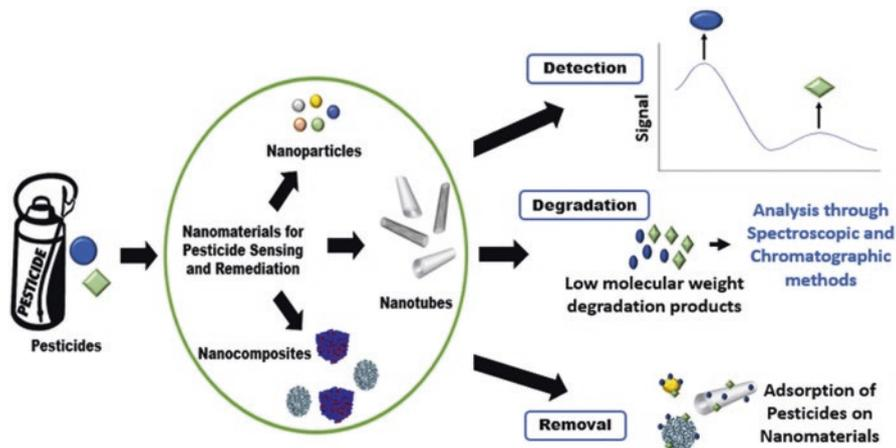 PESTICIDE
Pesticides
Nanomaterials for
Pesticide Sensing
and Remediation
Nanoparticles
Nanotubes
Nanocomposites
Detection
Signal
Degradation
Low molecular weight
degradation products
Analysis through
Spectroscopic and
Chromatographic
methods
Removal
Adsorption of
Pesticides on
Nanomaterials